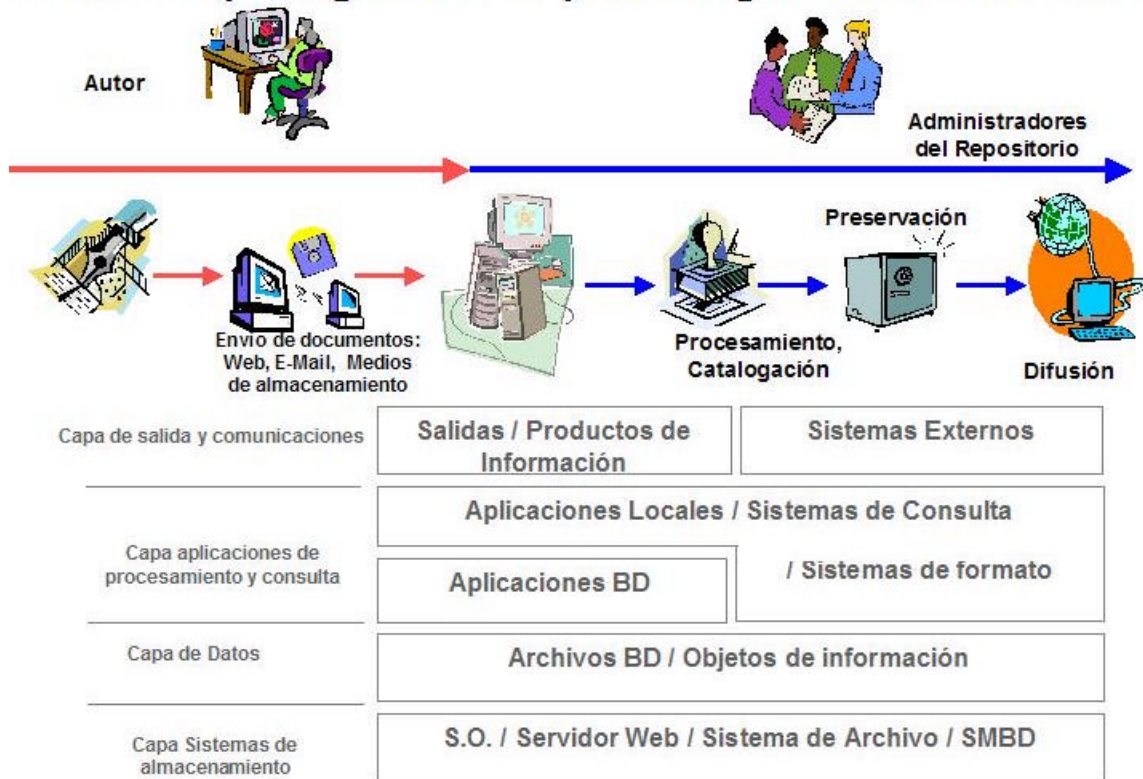 Autor
Administradores
del Repositorio
Preservación
Envío de documentos:
Web, E-Mail, Medios
de almacenamiento
Procesamiento,
Catalogación
Difusión
Capa de salida y comunicaciones
Salidas / Productos de
Información
Sistemas Externos
Capa aplicaciones de
procesamiento y consulta
Aplicaciones Locales / Sistemas de Consulta
/ Sistemas de formato
Aplicaciones BD
Capa de Datos
Archivos BD / Objetos de información
Capa Sistemas de
almacenamiento
S.O. / Servidor Web / Sistema de Archivo / SMBD